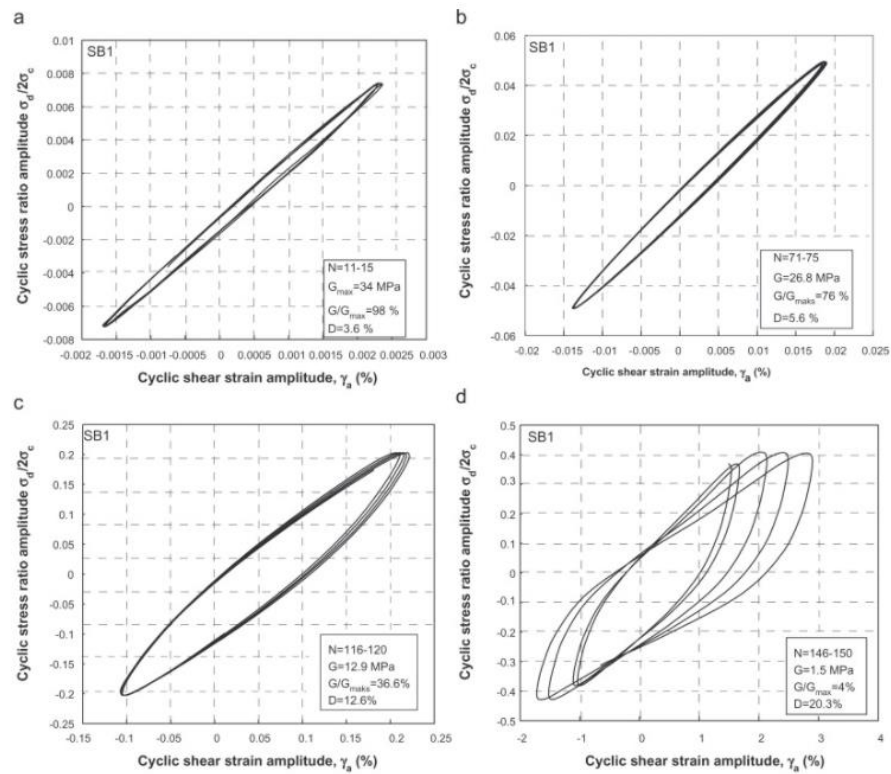 a
SB1
Cyclic stress ratio amplitude σd/2σc
0.01
0.008
0.006
0.004
0.002
0
-0.002
-0.004
-0.006
-0.008
N=11-15
Gmax=34 MPa
G/Gmax=98 %
D=3.6 %
-0.002 -0.0015 -0.001 -0.0005 0 0.0005 0.001 0.0015 0.002 0.0025 0.003
Cyclic shear strain amplitude, γa (%)
b
SB1
Cyclic stress ratio amplitude σd/2σc
0.06
0.04
0.02
0
-0.02
-0.04
-0.06
N=71-75
G=26.8 MPa
G/Gmaks=76 %
D=5.6 %
-0.015 -0.01 -0.005 0 0.005 0.01 0.015 0.02 0.025
Cyclic shear strain amplitude, γa (%)
c
SB1
Cyclic stress ratio amplitude σd/2σc
0.25
0.2
0.15
0.1
0.05
0
-0.05
-0.1
-0.15
-0.2
-0.25
N=116-120
G=12.9 MPa
G/Gmaks=36.6%
D=12.6%
-0.15 -0.1 -0.05 0 0.05 0.1 0.15 0.2 0.25
Cyclic shear strain amplitude, γa (%)
d
SB1
Cyclic stress ratio amplitude σd/2σc
0.5
0.4
0.3
0.2
0.1
0
-0.1
-0.2
-0.3
-0.4
-0.5
N=146-150
G=1.5 MPa
G/Gmax=4%
D=20.3%
-2 -1 0 1 2 3 4
Cyclic shear strain amplitude, γa (%)